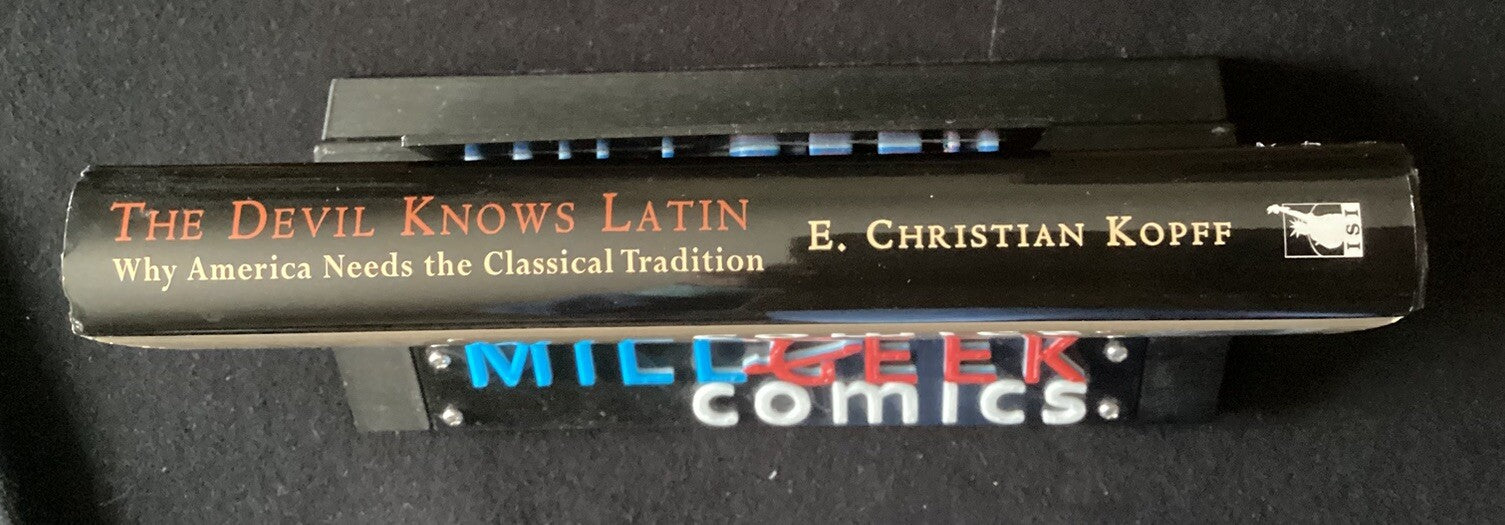 THE DEVIL KNOWS LATIN
Why America Needs the Classical Tradition
E. CHRISTIAN KOPFF
ISI
MILLGEEK
comics